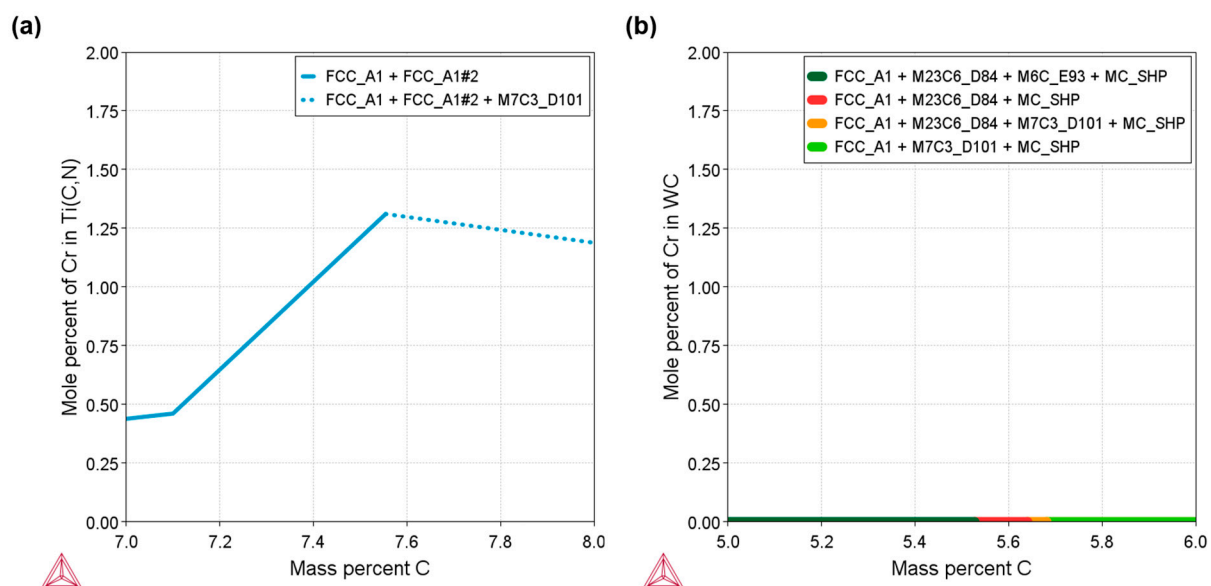 (a)
2.00
1.75
1.50
1.25
1.00
0.75
0.50
0.25
0.00
Mole percent of Cr in Ti(C,N)
FCC_A1 + FCC_A1#2
FCC_A1 + FCC_A1#2 + M7C3_D101
7.0 7.2 7.4 7.6 7.8 8.0
Mass percent C
(b)
2.00
1.75
1.50
1.25
1.00
0.75
0.50
0.25
0.00
Mole percent of Cr in WC
FCC_A1 + M23C6_D84 + M6C_E93 + MC_SHP
FCC_A1 + M23C6_D84 + MC_SHP
FCC_A1 + M23C6_D84 + M7C3_D101 + MC_SHP
FCC_A1 + M7C3_D101 + MC_SHP
5.0 5.2 5.4 5.6 5.8 6.0
Mass percent C